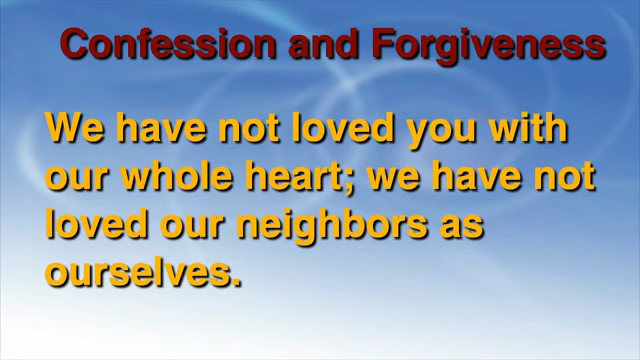 Confession and Forgiveness
We have not loved you with
our whole heart; we have not
loved our neighbors as
ourselves.